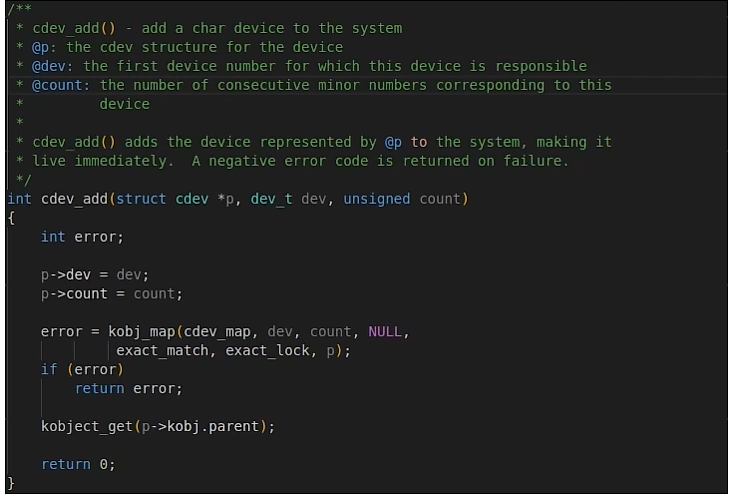 /**
 * cdev_add() - add a char device to the system
 * @p: the cdev structure for the device
 * @dev: the first device number for which this device is responsible
 * @count: the number of consecutive minor numbers corresponding to this
 *         device
 *
 * cdev_add() adds the device represented by @p to the system, making it
 * live immediately.  A negative error code is returned on failure.
 */
int cdev_add(struct cdev *p, dev_t dev, unsigned count)
{
    int error;

    p->dev = dev;
    p->count = count;

    error = kobj_map(cdev_map, dev, count, NULL,
             exact_match, exact_lock, p);
    if (error)
        return error;

    kobject_get(p->kobj.parent);

    return 0;
}